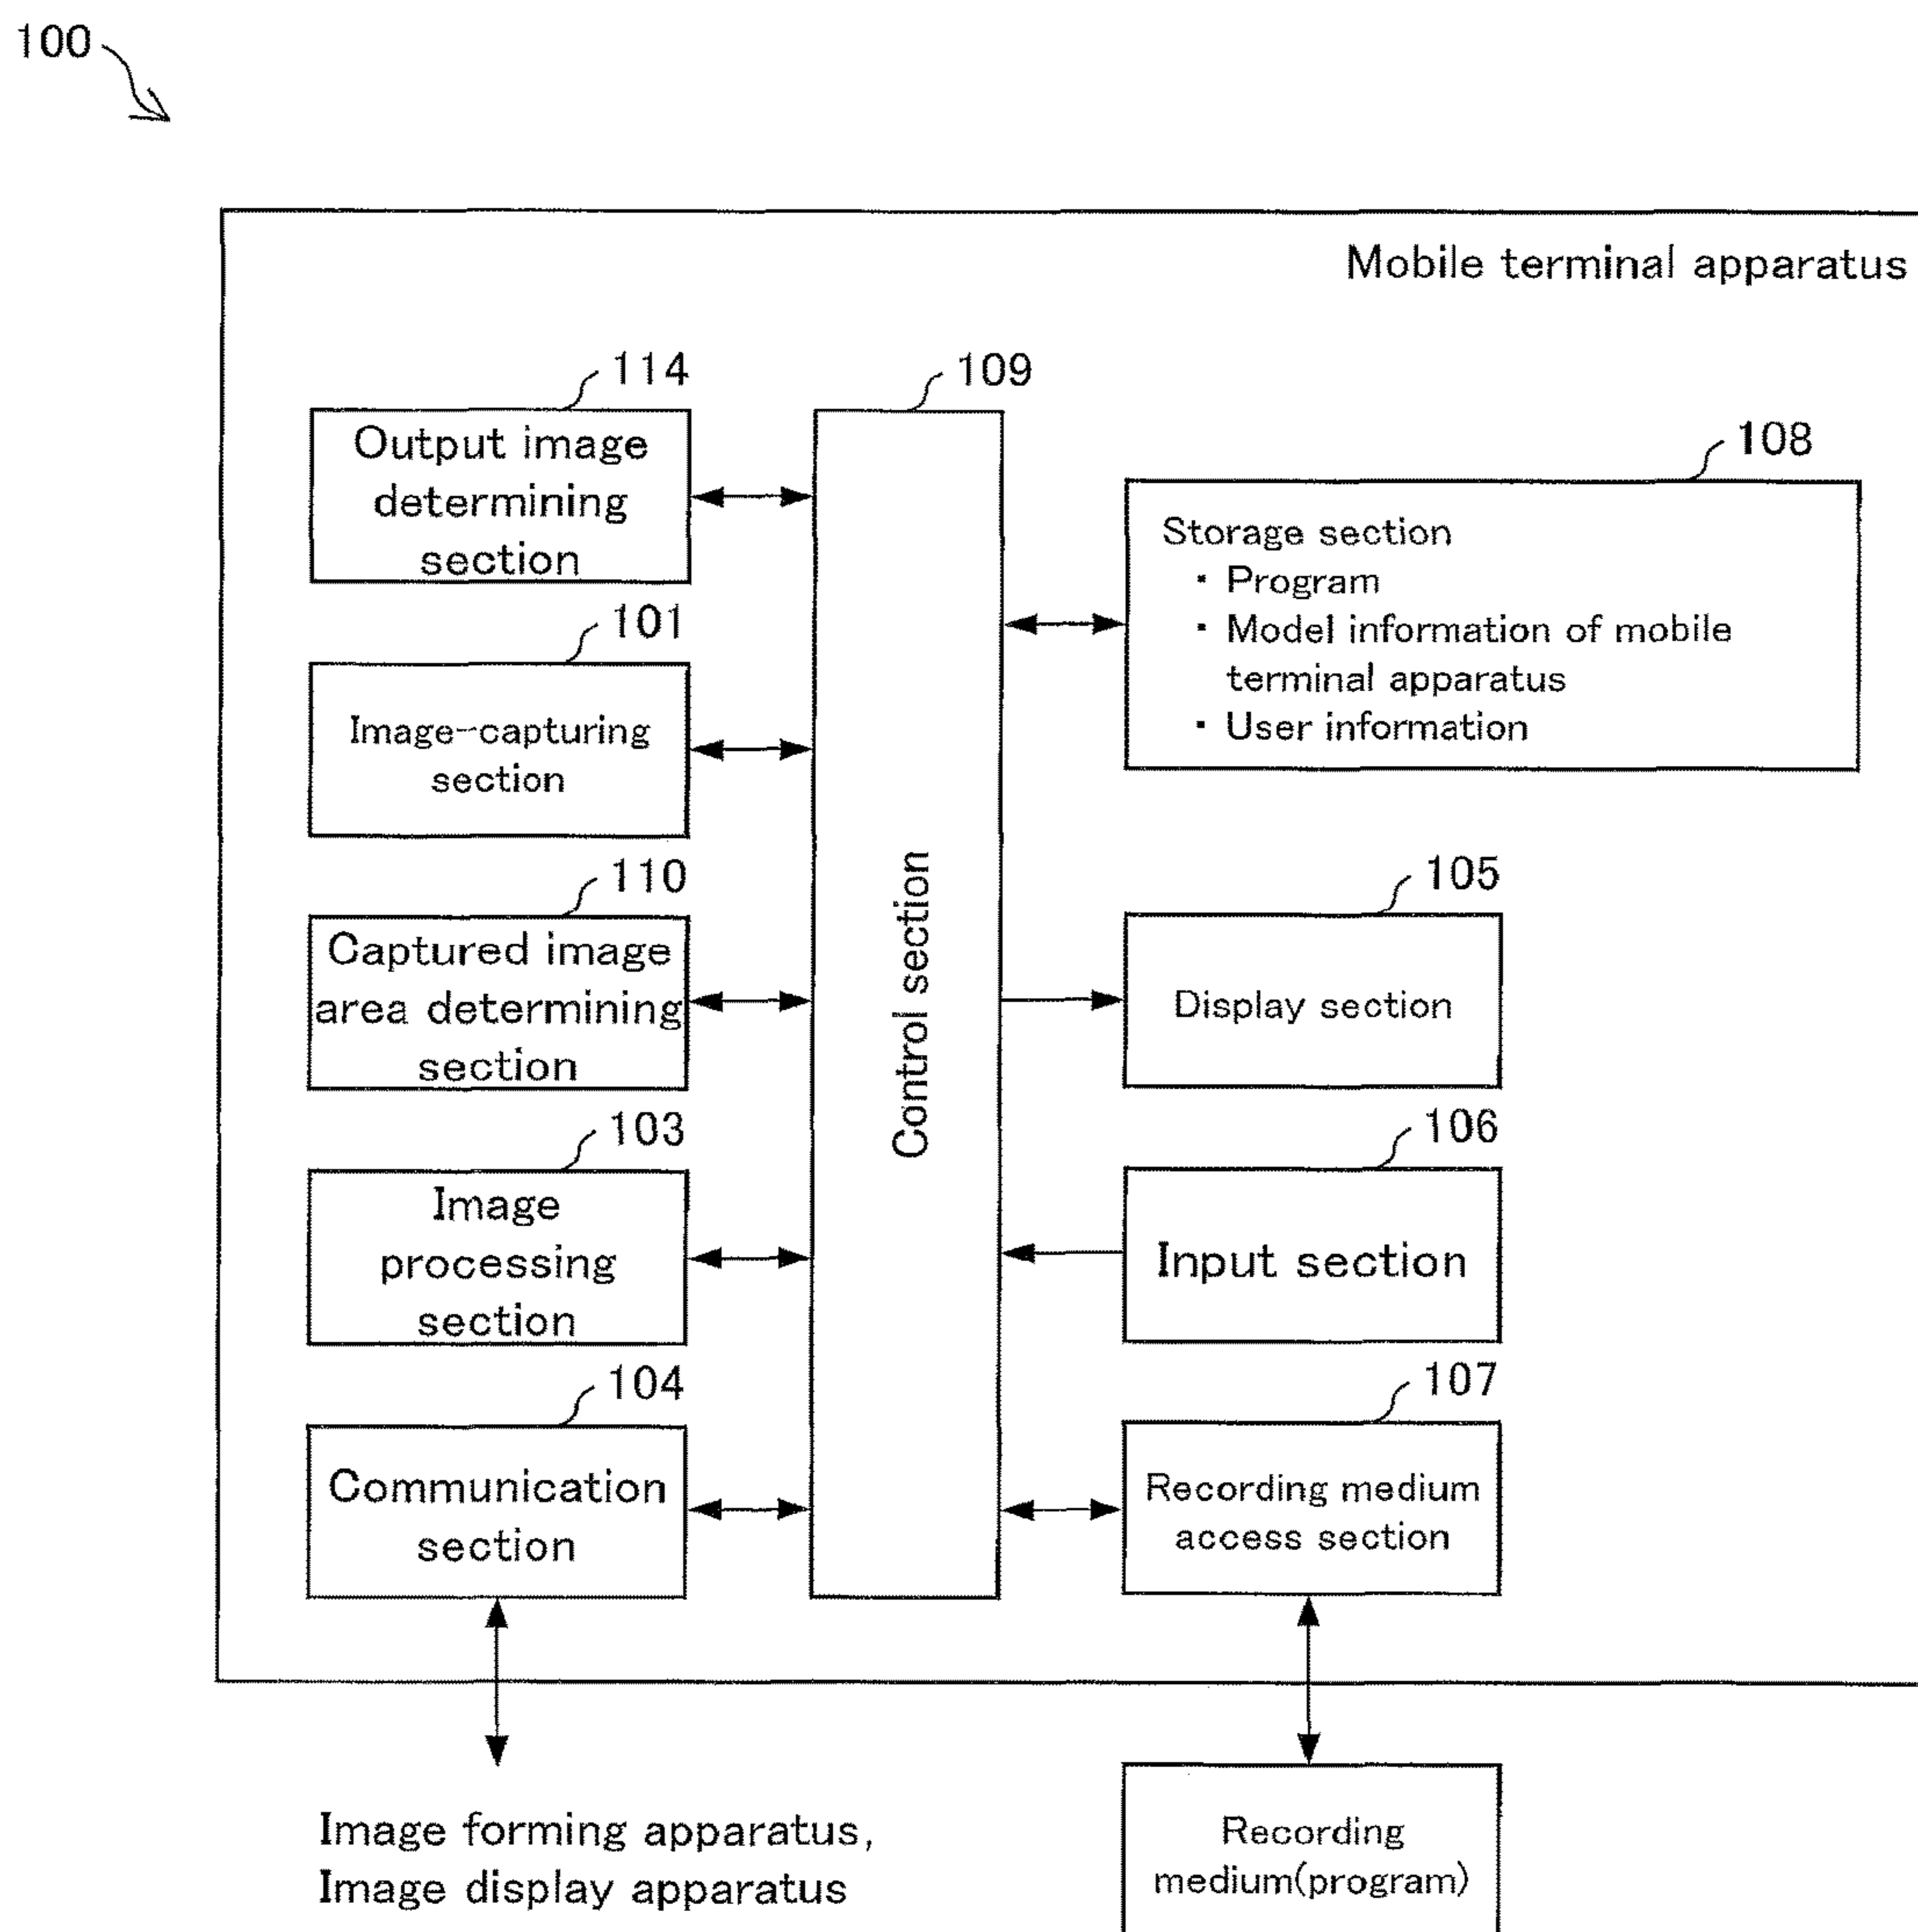 100
Mobile terminal apparatus
114
Output image
determining
section
109
108
Storage section
・ Program
・ Model information of mobile
terminal apparatus
・ User information
101
Image-capturing
section
110
Captured image
area determining
section
Control section
105
Display section
103
Image
processing
section
106
Input section
104
Communication
section
107
Recording medium
access section
Image forming apparatus,
Image display apparatus
Recording
medium(program)